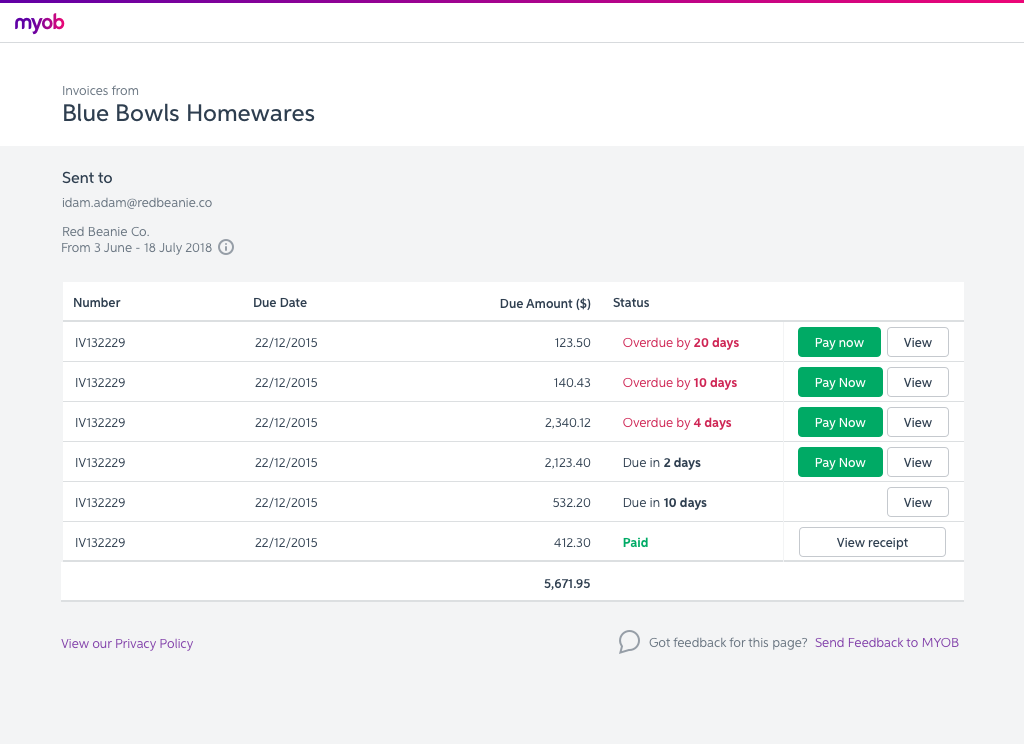 myob
Invoices from
Blue Bowls Homewares
Sent to
idam.adam@redbeanie.co
Red Beanie Co.
From 3 June - 18 July 2018
Number Due Date Due Amount ($) Status
IV132229 22/12/2015 123.50 Overdue by 20 days Pay now View
IV132229 22/12/2015 140.43 Overdue by 10 days Pay Now View
IV132229 22/12/2015 2,340.12 Overdue by 4 days Pay Now View
IV132229 22/12/2015 2,123.40 Due in 2 days Pay Now View
IV132229 22/12/2015 532.20 Due in 10 days View
IV132229 22/12/2015 412.30 Paid View receipt
5,671.95
View our Privacy Policy Got feedback for this page? Send Feedback to MYOB